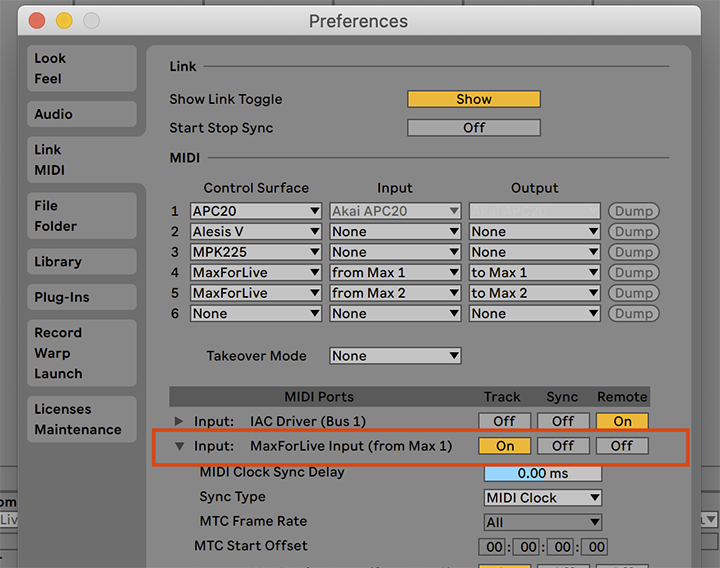 Preferences
Look
Feel
Audio
Link
MIDI
File
Folder
Library
Plug-Ins
Record
Warp
Launch
Licenses
Maintenance
Link
Show Link Toggle Show
Start Stop Sync Off
MIDI
Control Surface Input Output
1 APC20 Akai APC20 Dump
2 Alesis V None None Dump
3 MPK225 None None Dump
4 MaxForLive from Max 1 to Max 1 Dump
5 MaxForLive from Max 2 to Max 2 Dump
6 None None None Dump
Takeover Mode None
MIDI Ports Track Sync Remote
Input: IAC Driver (Bus 1) Off Off On
Input: MaxForLive Input (from Max 1) On Off Off
MIDI Clock Sync Delay 0.00 ms
Sync Type MIDI Clock
MTC Frame Rate All
MTC Start Offset 00 : 00 : 00 : 00